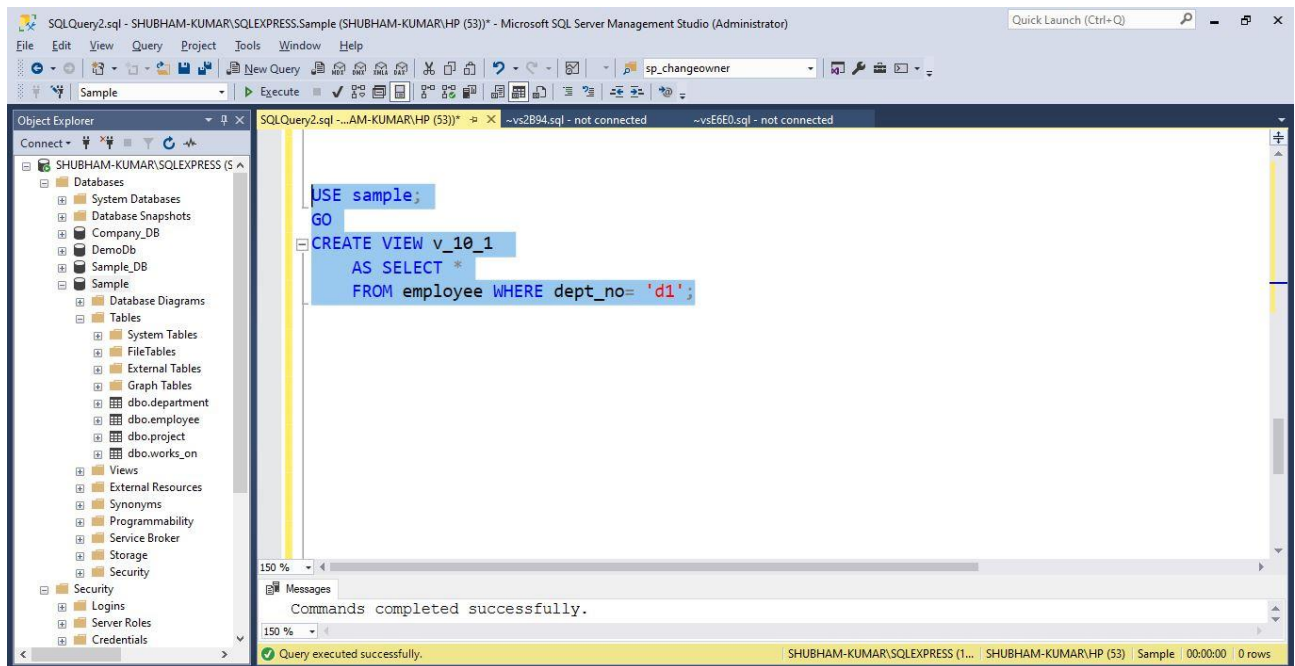 SQLQuery2.sql - SHUBHAM-KUMAR\SQLEXPRESS.Sample (SHUBHAM-KUMAR\HP (53))* - Microsoft SQL Server Management Studio (Administrator)
Quick Launch (Ctrl+Q)
File Edit View Query Project Tools Window Help
New Query MDX DMX XMLA DAX sp_changeowner
Sample Execute
Object Explorer
SQLQuery2.sql -...AM-KUMAR\HP (53))* ~vs2B94.sql - not connected ~vsE6E0.sql - not connected
Connect
SHUBHAM-KUMAR\SQLEXPRESS (S
Databases
System Databases
Database Snapshots
Company_DB
DemoDb
Sample_DB
Sample
Database Diagrams
Tables
System Tables
FileTables
External Tables
Graph Tables
dbo.department
dbo.employee
dbo.project
dbo.works_on
Views
External Resources
Synonyms
Programmability
Service Broker
Storage
Security
Security
Logins
Server Roles
Credentials
USE sample;
GO
CREATE VIEW v_10_1
AS SELECT *
FROM employee WHERE dept_no= 'd1';
150 %
Messages
Commands completed successfully.
150 %
Query executed successfully. SHUBHAM-KUMAR\SQLEXPRESS (1... SHUBHAM-KUMAR\HP (53) Sample 00:00:00 0 rows